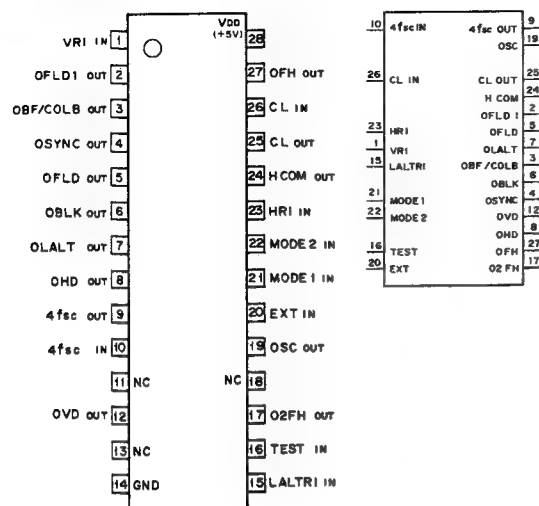 VDD
(+5V)
VRI IN 1
28
OFLD1 OUT 2
27 OFH OUT
OBF/COLB OUT 3
26 CL IN
OSYNC OUT 4
25 CL OUT
OFLD OUT 5
24 HCOM OUT
OBLK OUT 6
23 HRI IN
OLALT OUT 7
22 MODE 2 IN
OHD OUT 8
21 MODE 1 IN
4fsc OUT 9
20 EXT IN
4fsc IN 10
19 OSC OUT
11 NC
NC 18
OVD OUT 12
17 O2FH OUT
13 NC
16 TEST IN
14 GND
15 LALTRI IN
10 4fsc IN
4fsc OUT 9
OSC 19
26 CL IN
CL OUT 25
H COM 24
OFLD 1 2
23 HRI
OFLD 5
1 VRI
OLALT 7
15 LALTRI
OBF/COLB 3
OBLK 6
21 MODE1
OSYNC 4
22 MODE2
OVD 12
OHD 8
16 TEST
OFH 27
20 EXT
O2FH 17